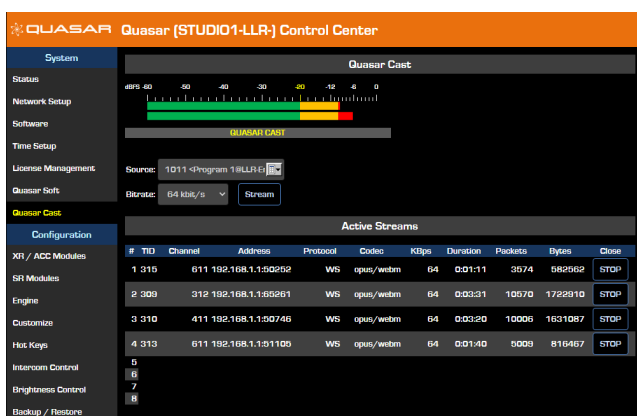 QUASAR Quasar (STUDIO1-LLR-) Control Center
System
Status
Network Setup
Software
Time Setup
License Management
Quasar Soft
Quasar Cast
Configuration
XR / ACC Modules
SR Modules
Engine
Customize
Hot Keys
Intercom Control
Brightness Control
Backup / Restore
Quasar Cast
dBFS -60 -50 -40 -30 -20 -12 -6 0
QUASAR CAST
Source: 1011 <Program 1@LLR-E
Bitrate: 64 kbit/s Stream
Active Streams
# TID Channel Address Protocol Codec KBps Duration Packets Bytes Close
1 315 611 192.168.1.1:50252 WS opus/webm 64 0:01:11 3574 582562 STOP
2 309 312 192.168.1.1:65261 WS opus/webm 64 0:03:31 10570 1722910 STOP
3 310 411 192.168.1.1:50746 WS opus/webm 64 0:03:20 10006 1631087 STOP
4 313 611 192.168.1.1:51105 WS opus/webm 64 0:01:40 5009 816467 STOP
5
6
7
8